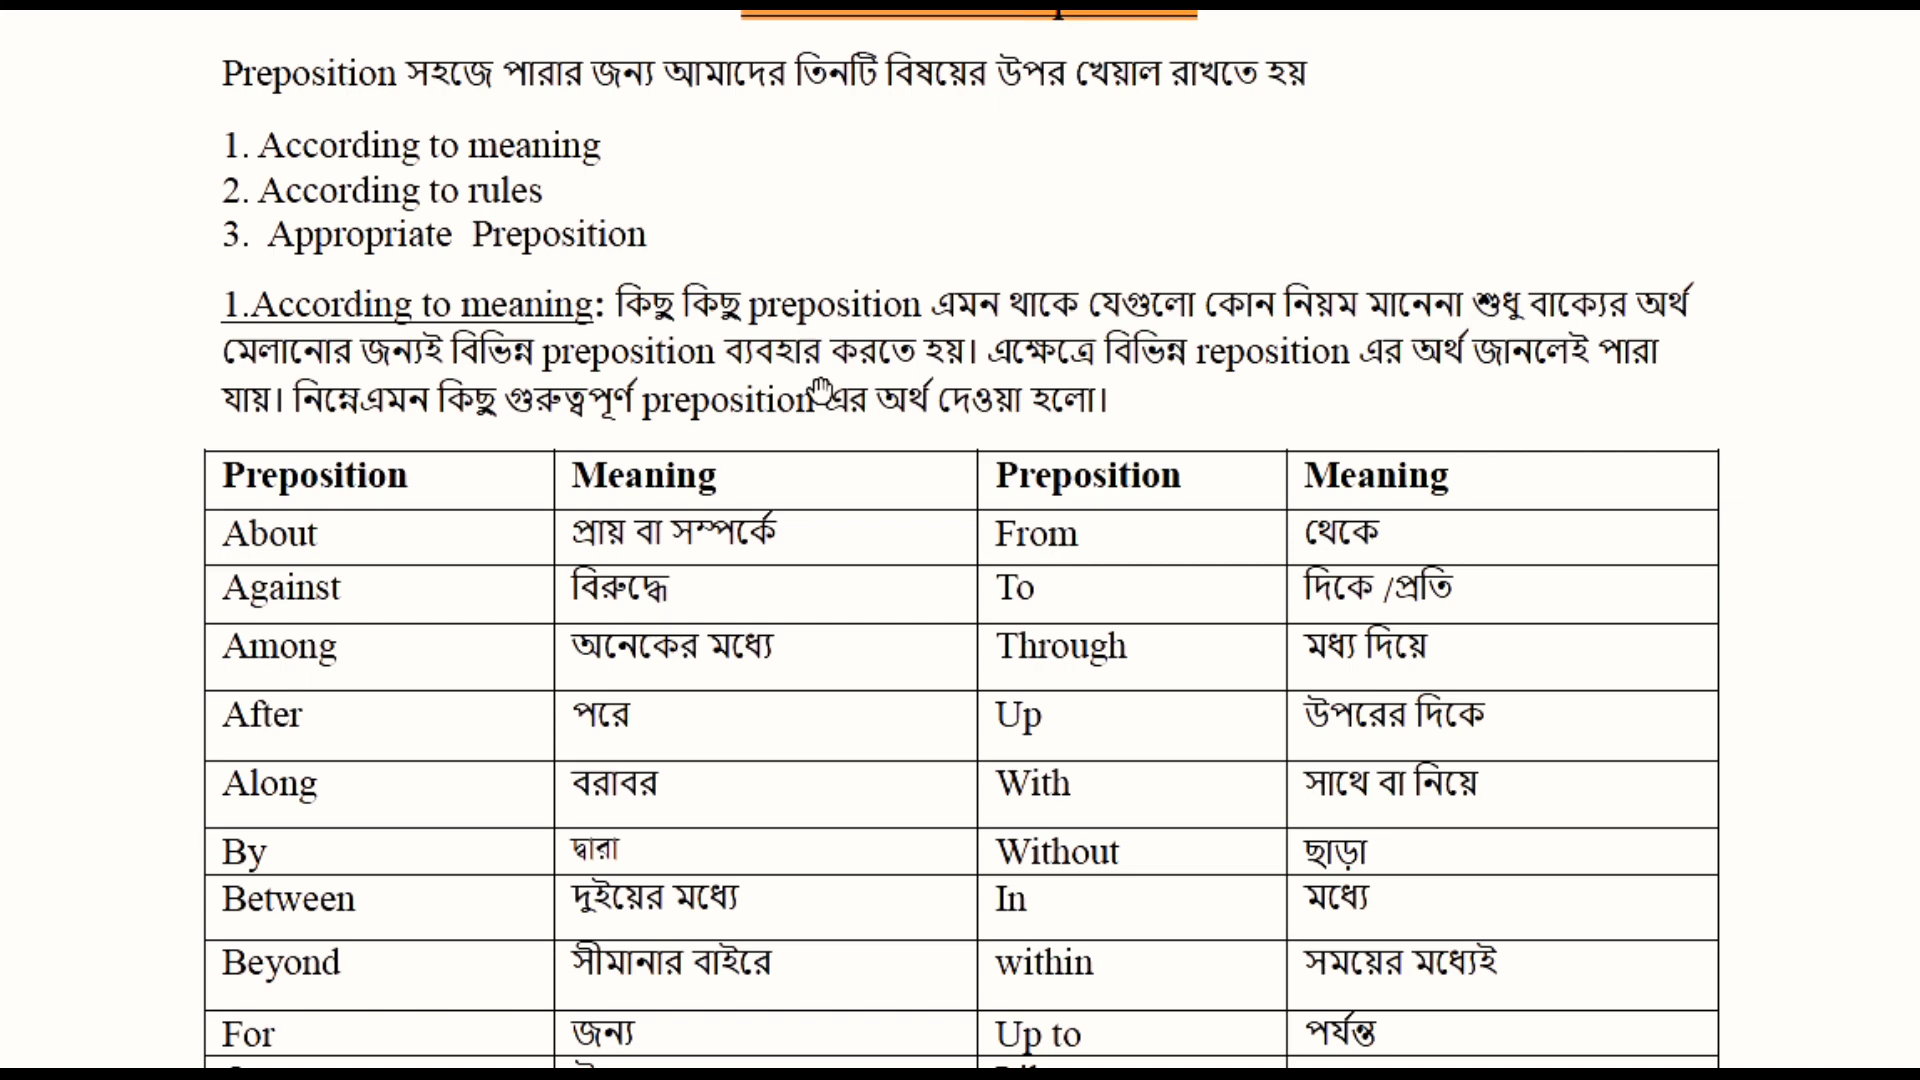 Preposition সহজে পারার জন্য আমাদের তিনটি বিষয়ের উপর খেয়াল রাখতে হয়
1. According to meaning
2. According to rules
3. Appropriate Preposition
1.According to meaning: কিছু কিছু preposition এমন থাকে যেগুলো কোন নিয়ম মানেনা শুধু বাক্যের অর্থ
মেলানোর জন্যই বিভিন্ন preposition ব্যবহার করতে হয়। এক্ষেত্রে বিভিন্ন reposition এর অর্থ জানলেই পারা
যায়। নিম্নেএমন কিছু গুরুত্বপূর্ণ preposition এর অর্থ দেওয়া হলো।
Preposition Meaning Preposition Meaning
About প্রায় বা সম্পর্কে From থেকে
Against বিরুদ্ধে To দিকে /প্রতি
Among অনেকের মধ্যে Through মধ্য দিয়ে
After পরে Up উপরের দিকে
Along বরাবর With সাথে বা নিয়ে
By দ্বারা Without ছাড়া
Between দুইয়ের মধ্যে In মধ্যে
Beyond সীমানার বাইরে within সময়ের মধ্যেই
For জন্য Up to পর্যন্ত